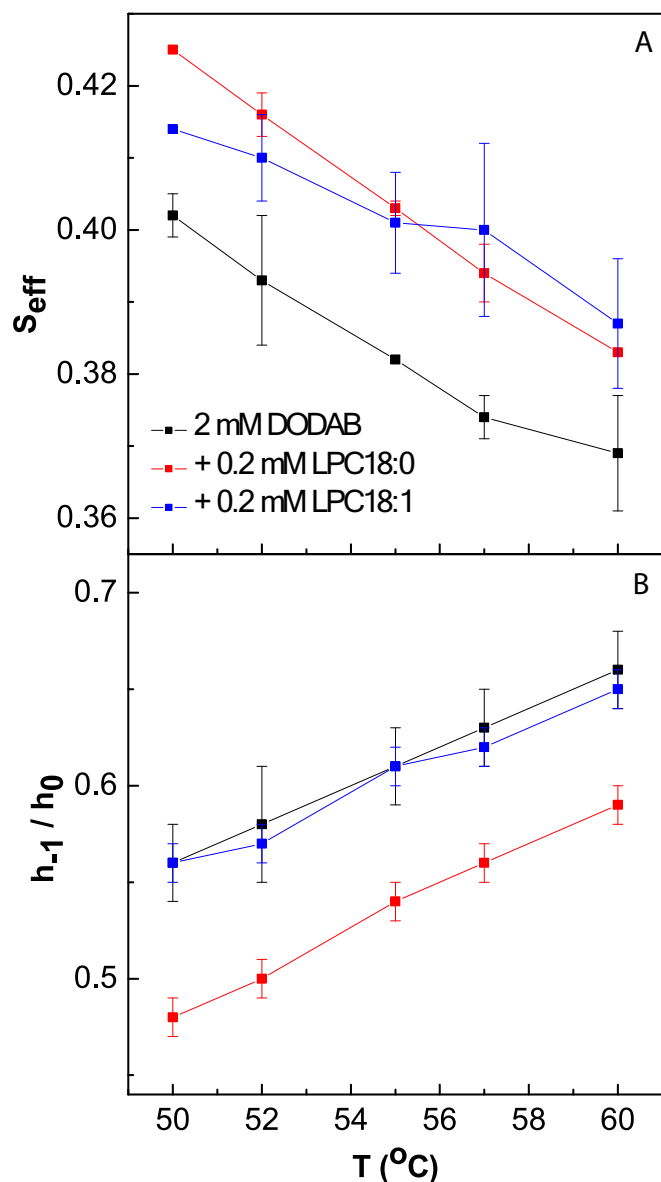 A
0.42
0.40
0.38
0.36
S_eff
2 mM DODAB
+ 0.2 mM LPC18:0
+ 0.2 mM LPC18:1
B
0.7
0.6
0.5
h_-1 / h_0
50 52 54 56 58 60
T (°C)